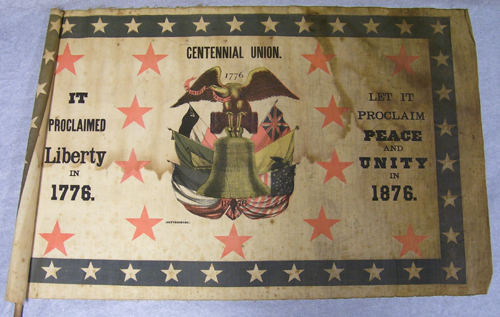 CENTENNIAL UNION.
1776
IT
PROCLAIMED
Liberty
IN
1776.
LET IT
PROCLAIM
PEACE
AND
UNITY
IN
1876.
1876